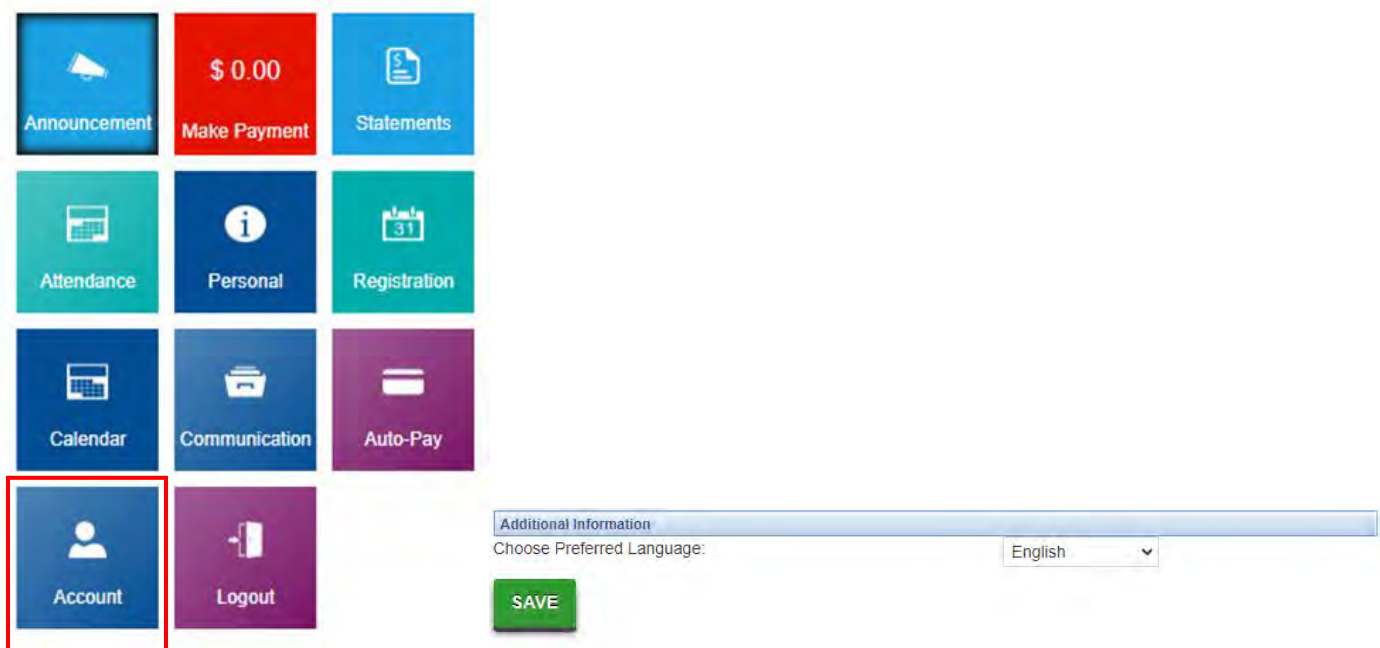 Announcement
$ 0.00
Make Payment
$
Statements
Attendance
i
Personal
31
Registration
Calendar
Communication
Auto-Pay
Account
Logout
Additional Information
Choose Preferred Language:
English
SAVE